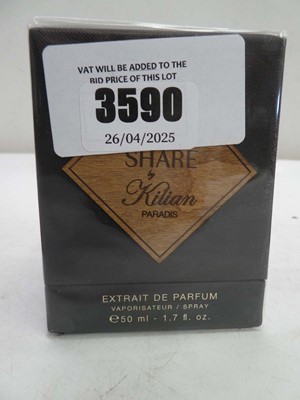 VAT WILL BE ADDED TO THE
BID PRICE OF THIS LOT
3590
26/04/2025
SHARE
by
Kilian
PARADIS
EXTRAIT DE PARFUM
VAPORISATEUR / SPRAY
℮50 ml - 1.7 fl. oz.